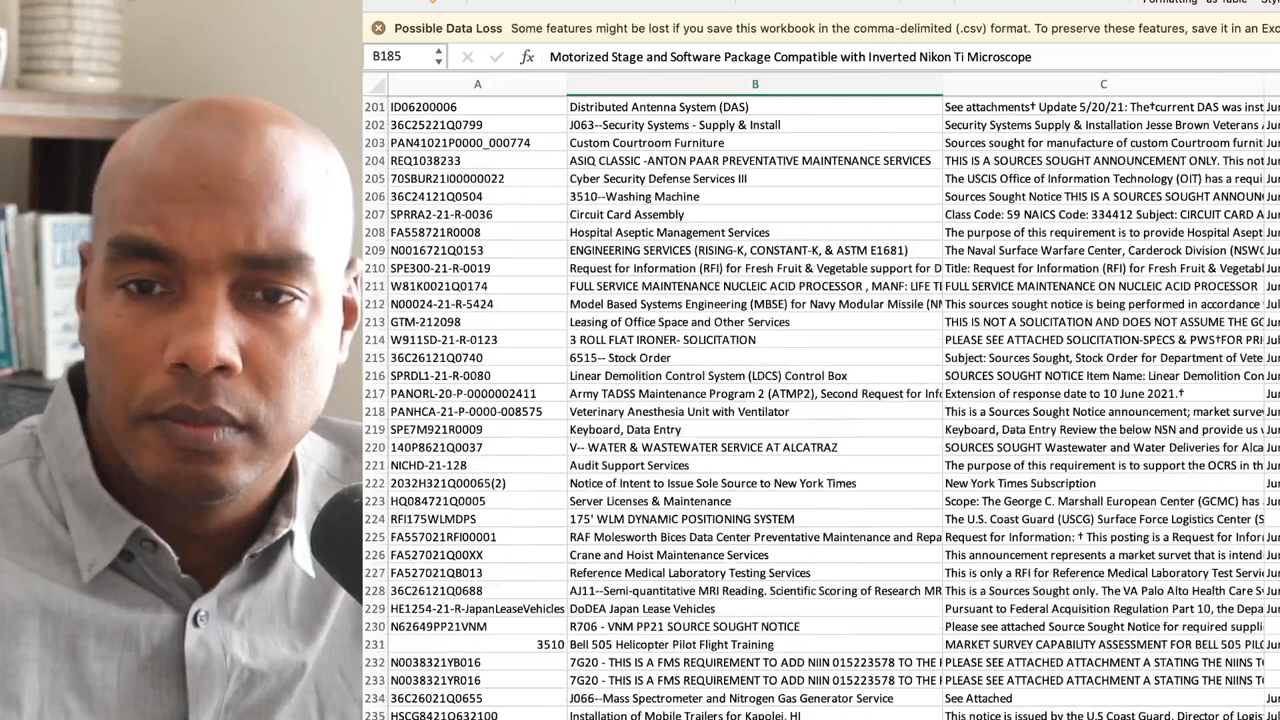 Possible Data Loss Some features might be lost if you save this workbook in the comma-delimited (.csv) format. To preserve these features, save it in an
B185 fx Motorized Stage and Software Package Compatible with Inverted Nikon Ti Microscope
A B C
201 ID06200006 Distributed Antenna System (DAS) See attachments† Update 5/20/21: The†current DAS was inst
202 36C25221Q0799 J063--Security Systems - Supply & Install Security Systems Supply & Installation Jesse Brown Veterans
203 PAN41021P0000_000774 Custom Courtroom Furniture Sources sought for manufacture of custom Courtroom furnit
204 REQ1038233 ASIQ CLASSIC -ANTON PAAR PREVENTATIVE MAINTENANCE SERVICES THIS IS A SOURCES SOUGHT ANNOUNCEMENT ONLY. This not
205 70SBUR21I00000022 Cyber Security Defense Services III The USCIS Office of Information Technology (OIT) has a requi
206 36C24121Q0504 3510--Washing Machine Sources Sought Notice THIS IS A SOURCES SOUGHT ANNOUN
207 SPRRA2-21-R-0036 Circuit Card Assembly Class Code: 59 NAICS Code: 334412 Subject: CIRCUIT CARD A
208 FA558721R0008 Hospital Aseptic Management Services The purpose of this requirement is to provide Hospital Asept
209 N0016721Q0153 ENGINEERING SERVICES (RISING-K, CONSTANT-K, & ASTM E1681) The Naval Surface Warfare Center, Carderock Division (NSWC
210 SPE300-21-R-0019 Request for Information (RFI) for Fresh Fruit & Vegetable support for D Title: Request for Information (RFI) for Fresh Fruit & Vegetabl
211 W81K0021Q0174 FULL SERVICE MAINTENANCE NUCLEIC ACID PROCESSOR , MANF: LIFE T FULL SERVICE MAINTENANCE ON NUCLEIC ACID PROCESSOR
212 N00024-21-R-5424 Model Based Systems Engineering (MBSE) for Navy Modular Missile (N This sources sought notice is being performed in accordance
213 GTM-212098 Leasing of Office Space and Other Services THIS IS NOT A SOLICITATION AND DOES NOT ASSUME THE GO
214 W911SD-21-R-0123 3 ROLL FLAT IRONER- SOLICITATION PLEASE SEE ATTACHED SOLICITATION-SPECS & PWS†FOR PRI
215 36C26121Q0740 6515-- Stock Order Subject: Sources Sought, Stock Order for Department of Vete
216 SPRDL1-21-R-0080 Linear Demolition Control System (LDCS) Control Box SOURCES SOUGHT NOTICE Item Name: Linear Demolition Con
217 PANORL-20-P-0000002411 Army TADSS Maintenance Program 2 (ATMP2), Second Request for Inf Extension of response date to 10 June 2021.†
218 PANHCA-21-P-0000-008575 Veterinary Anesthesia Unit with Ventilator This is a Sources Sought Notice announcement; market surve
219 SPE7M921R0009 Keyboard, Data Entry Keyboard, Data Entry Review the below NSN and provide us
220 140P8621Q0037 V-- WATER & WASTEWATER SERVICE AT ALCATRAZ SOURCES SOUGHT Wastewater and Water Deliveries for Alca
221 NICHD-21-128 Audit Support Services The purpose of this requirement is to support the OCRS in th
222 2032H321Q00065(2) Notice of Intent to Issue Sole Source to New York Times New York Times Subscription
223 HQ084721Q0005 Server Licenses & Maintenance Scope: The George C. Marshall European Center (GCMC) has
224 RFI175WLMDPS 175' WLM DYNAMIC POSITIONING SYSTEM The U.S. Coast Guard (USCG) Surface Force Logistics Center (S
225 FA557021RFI00001 RAF Molesworth Bices Data Center Preventative Maintenance and Repa Request for Information: † This posting is a Request for Infor
226 FA527021Q00XX Crane and Hoist Maintenance Services This announcement represents a market survet that is intend
227 FA527021QB013 Reference Medical Laboratory Testing Services This is only a RFI for Reference Medical Laboratory Test Servi
228 36C26121Q0688 AJ11--Semi-quantitative MRI Reading. Scientific Scoring of Research MR This is a Sources Sought only. The VA Palo Alto Health Care S
229 HE1254-21-R-JapanLeaseVehicles DoDEA Japan Lease Vehicles Pursuant to Federal Acquisition Regulation Part 10, the Depa
230 N62649PP21VNM R706 - VNM PP21 SOURCE SOUGHT NOTICE Please see attached Source Sought Notice for required suppli
231 3510 Bell 505 Helicopter Pilot Flight Training MARKET SURVEY CAPABILITY ASSESSMENT FOR BELL 505 PIL
232 N0038321YB016 7G20 - THIS IS A FMS REQUIREMENT TO ADD NIIN 015223578 TO THE PLEASE SEE ATTACHED ATTACHMENT A STATING THE NIINS T
233 N0038321YR016 7G20 - THIS IS A FMS REQUIREMENT TO ADD NIIN 015223578 TO THE PLEASE SEE ATTACHED ATTACHMENT A STATING THE NIINS T
234 36C26021Q0655 J066--Mass Spectrometer and Nitrogen Gas Generator Service See Attached
235 HSCG8421Q632100 Installation of Mobile Trailers for Kapolei, HI This notice is issued by the U.S Coast Guard, Director of Logis